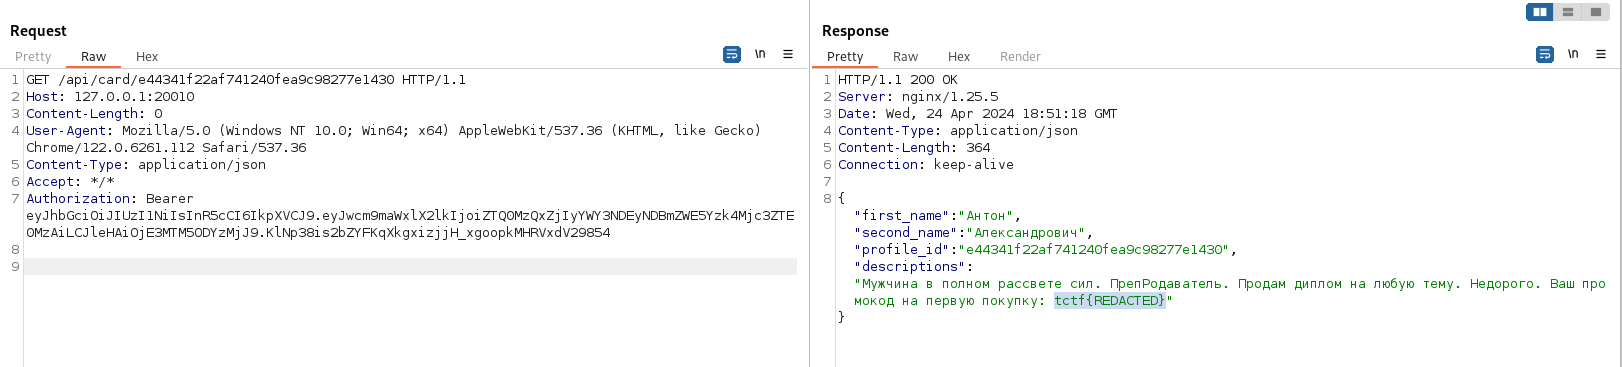 Request
Pretty Raw Hex
\n
1 GET /api/card/e44341f22af741240fea9c98277e1430 HTTP/1.1
2 Host: 127.0.0.1:20010
3 Content-Length: 0
4 User-Agent: Mozilla/5.0 (Windows NT 10.0; Win64; x64) AppleWebKit/537.36 (KHTML, like Gecko)
Chrome/122.0.6261.112 Safari/537.36
5 Content-Type: application/json
6 Accept: */*
7 Authorization: Bearer
eyJhbGciOiJIUzI1NiIsInR5cCI6IkpXVCJ9.eyJwcm9maWxlX2lkIjoiZTQ0MzQxZjIyYWY3NDEyNDBmZWE5Yzk4Mjc3ZTE
0MzAiLCJleHAiOjE3MTM5ODYzMjJ9.KlNp38is2bZYFKqXkgxizjjH_xgoopkMHRVxdV29854
8
9
Response
Pretty Raw Hex Render
\n
1 HTTP/1.1 200 OK
2 Server: nginx/1.25.5
3 Date: Wed, 24 Apr 2024 18:51:18 GMT
4 Content-Type: application/json
5 Content-Length: 364
6 Connection: keep-alive
7
8 {
"first_name":"Антон",
"second_name":"Александрович",
"profile_id":"e44341f22af741240fea9c98277e1430",
"descriptions":
"Мужчина в полном рассвете сил. ПрепРодаватель. Продам диплом на любую тему. Недорого. Ваш про
мокод на первую покупку: tctf{REDACTED}"
}